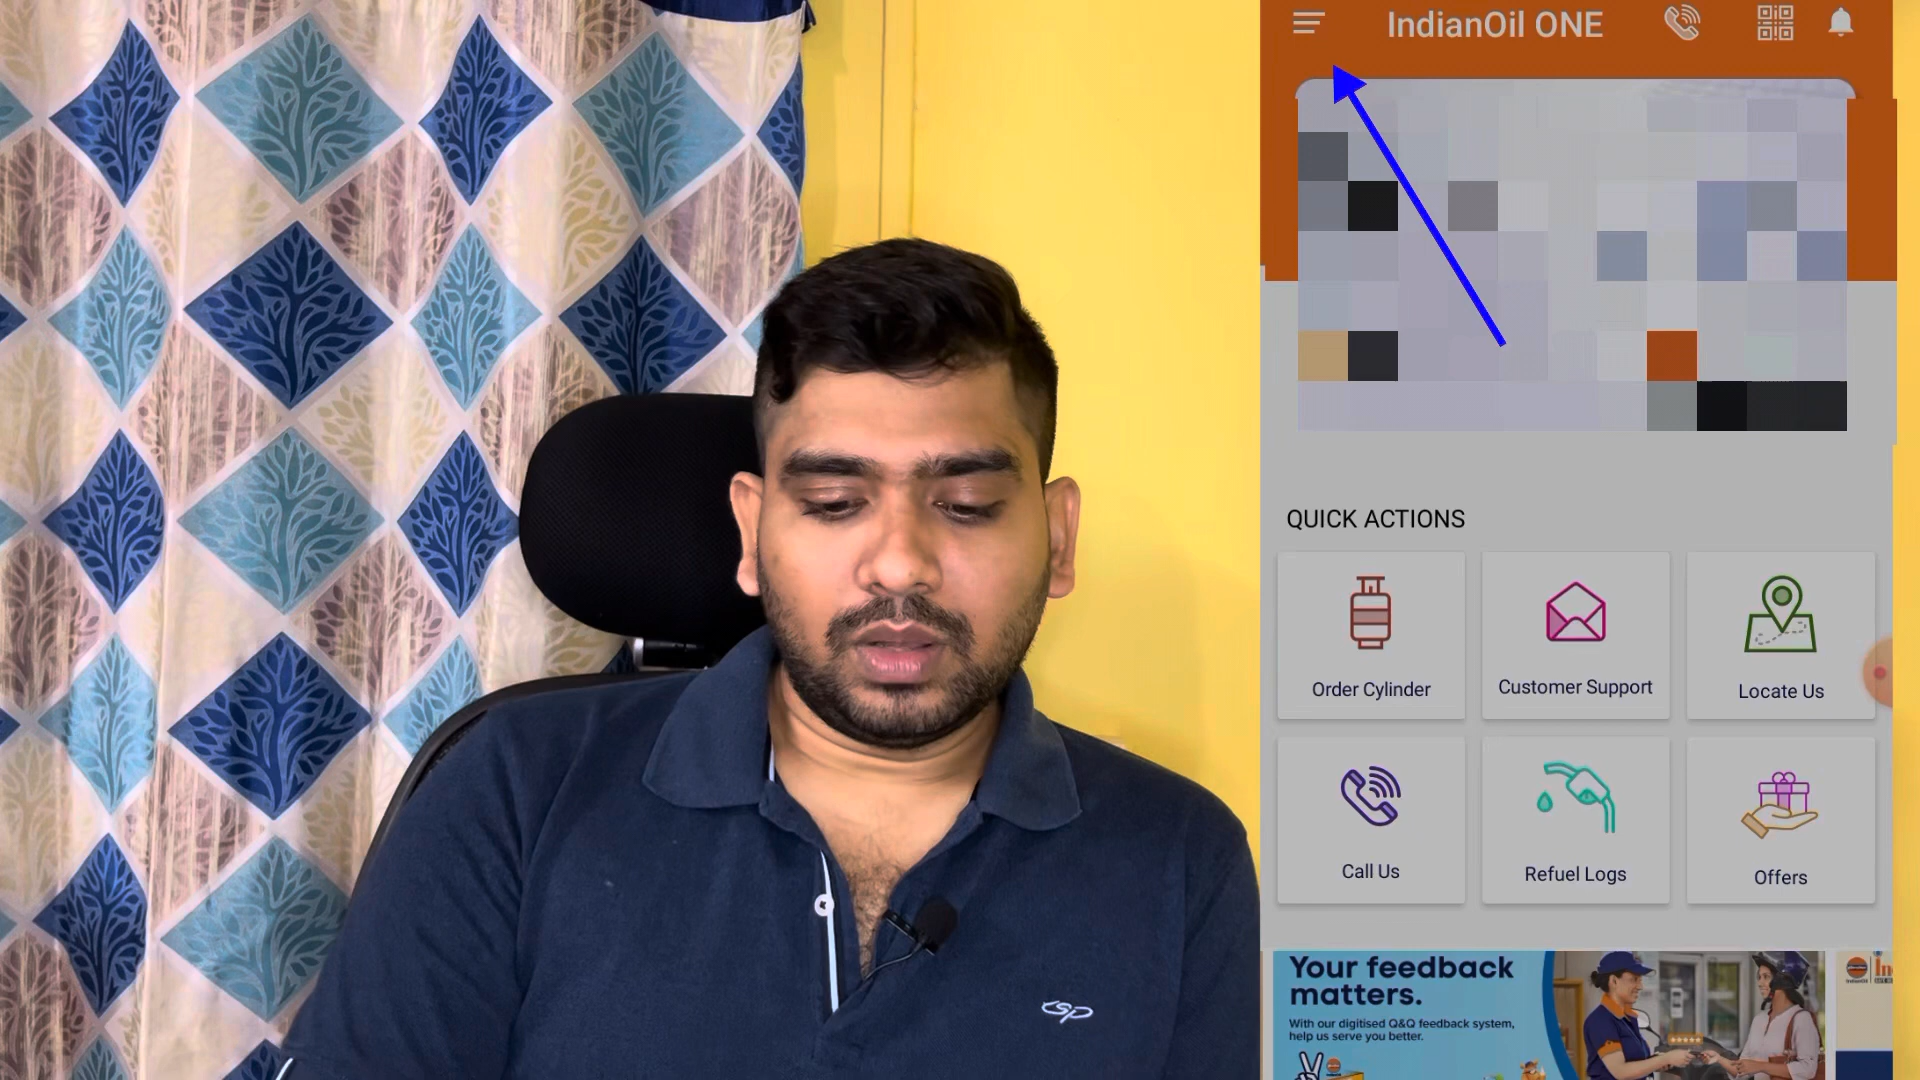 IndianOil ONE
QUICK ACTIONS
Order Cylinder
Customer Support
Locate Us
Call Us
Refuel Logs
Offers
Your feedback
matters.
With our digitised Q&Q feedback system,
help us serve you better.
In